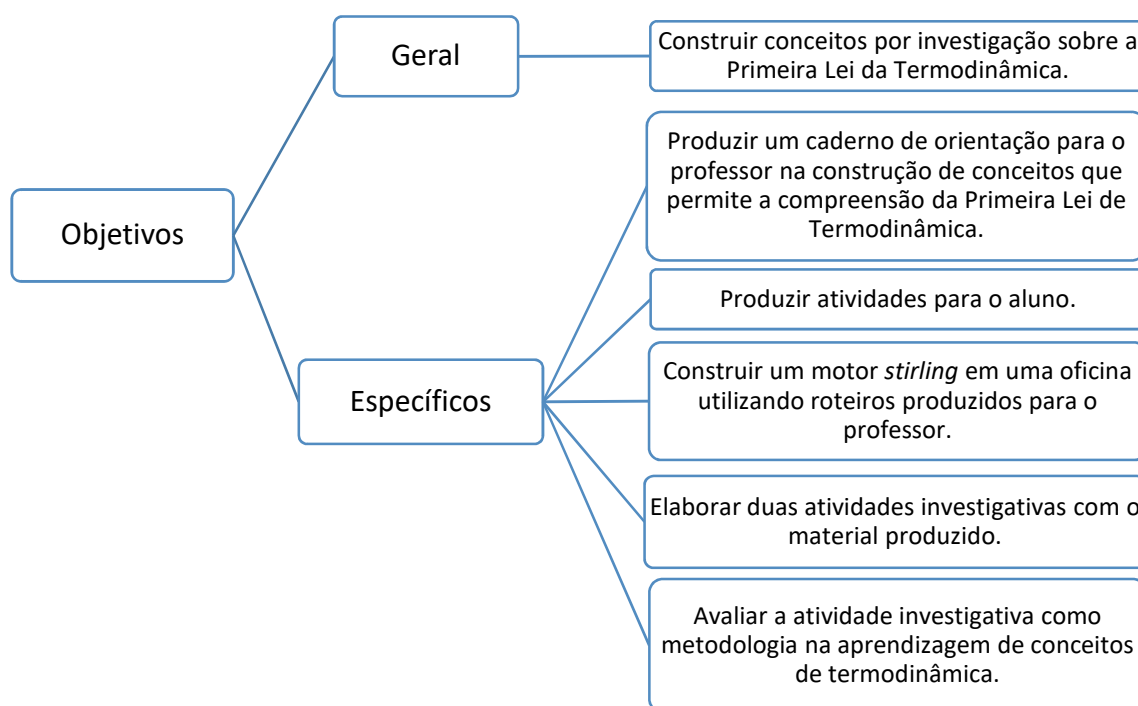 Objetivos
Geral
Construir conceitos por investigação sobre a
Primeira Lei da Termodinâmica.
Específicos
Produzir um caderno de orientação para o
professor na construção de conceitos que
permite a compreensão da Primeira Lei de
Termodinâmica.
Produzir atividades para o aluno.
Construir um motor stirling em uma oficina
utilizando roteiros produzidos para o
professor.
Elaborar duas atividades investigativas com o
material produzido.
Avaliar a atividade investigativa como
metodologia na aprendizagem de conceitos
de termodinâmica.